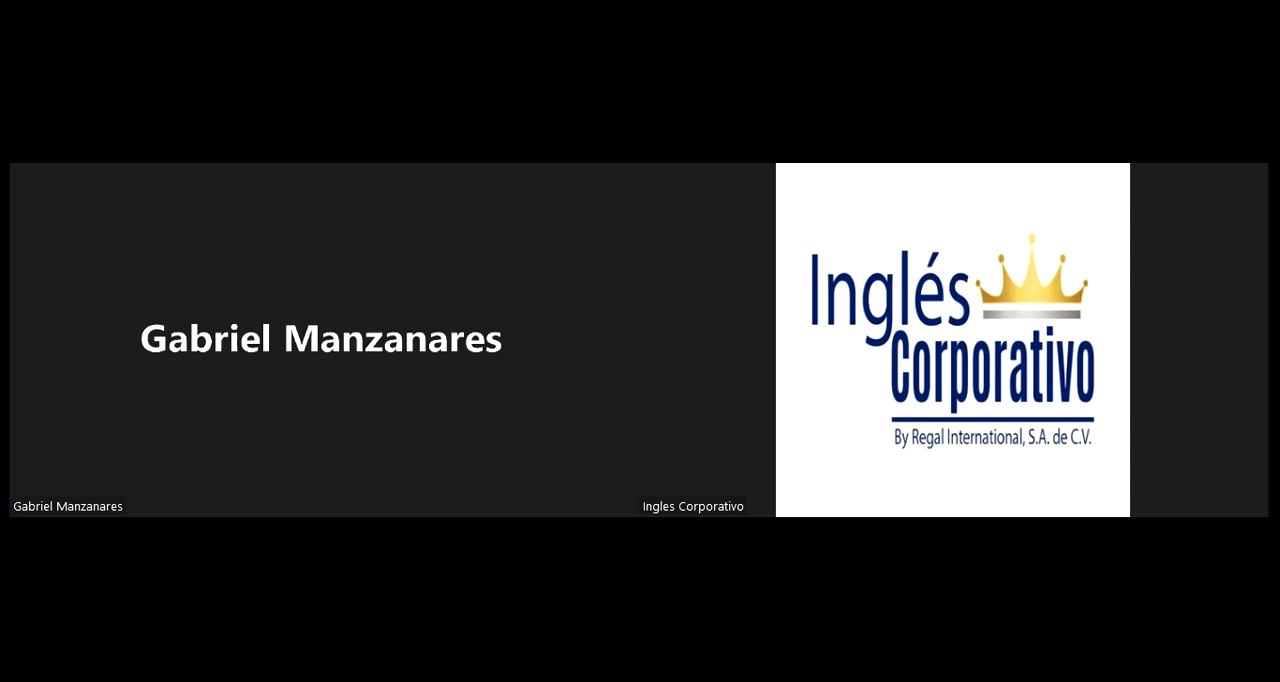 Gabriel Manzanares
Gabriel Manzanares
Inglés
Corporativo
By Regal International, S.A. de C.V.
Ingles Corporativo